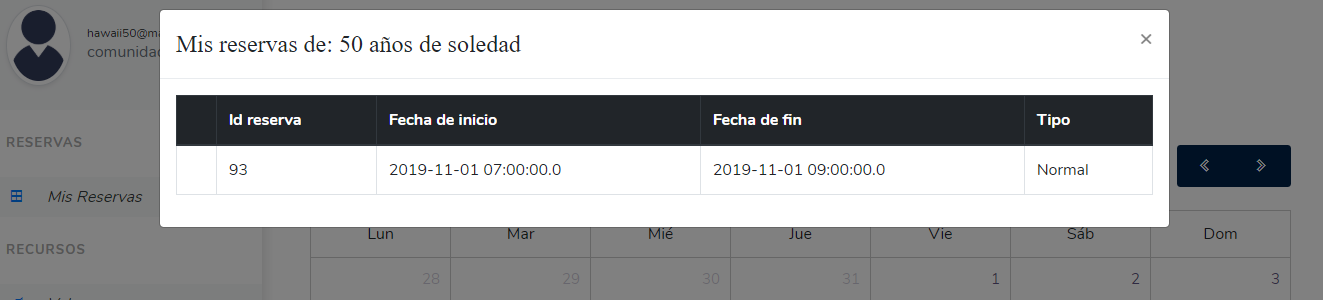 hawaii50@ma
comunidad
Mis reservas de: 50 años de soledad
×
Id reserva Fecha de inicio Fecha de fin Tipo
93 2019-11-01 07:00:00.0 2019-11-01 09:00:00.0 Normal
RESERVAS
Mis Reservas
RECURSOS
Lun Mar Mié Jue Vie Sáb Dom
28 29 30 31 1 2 3